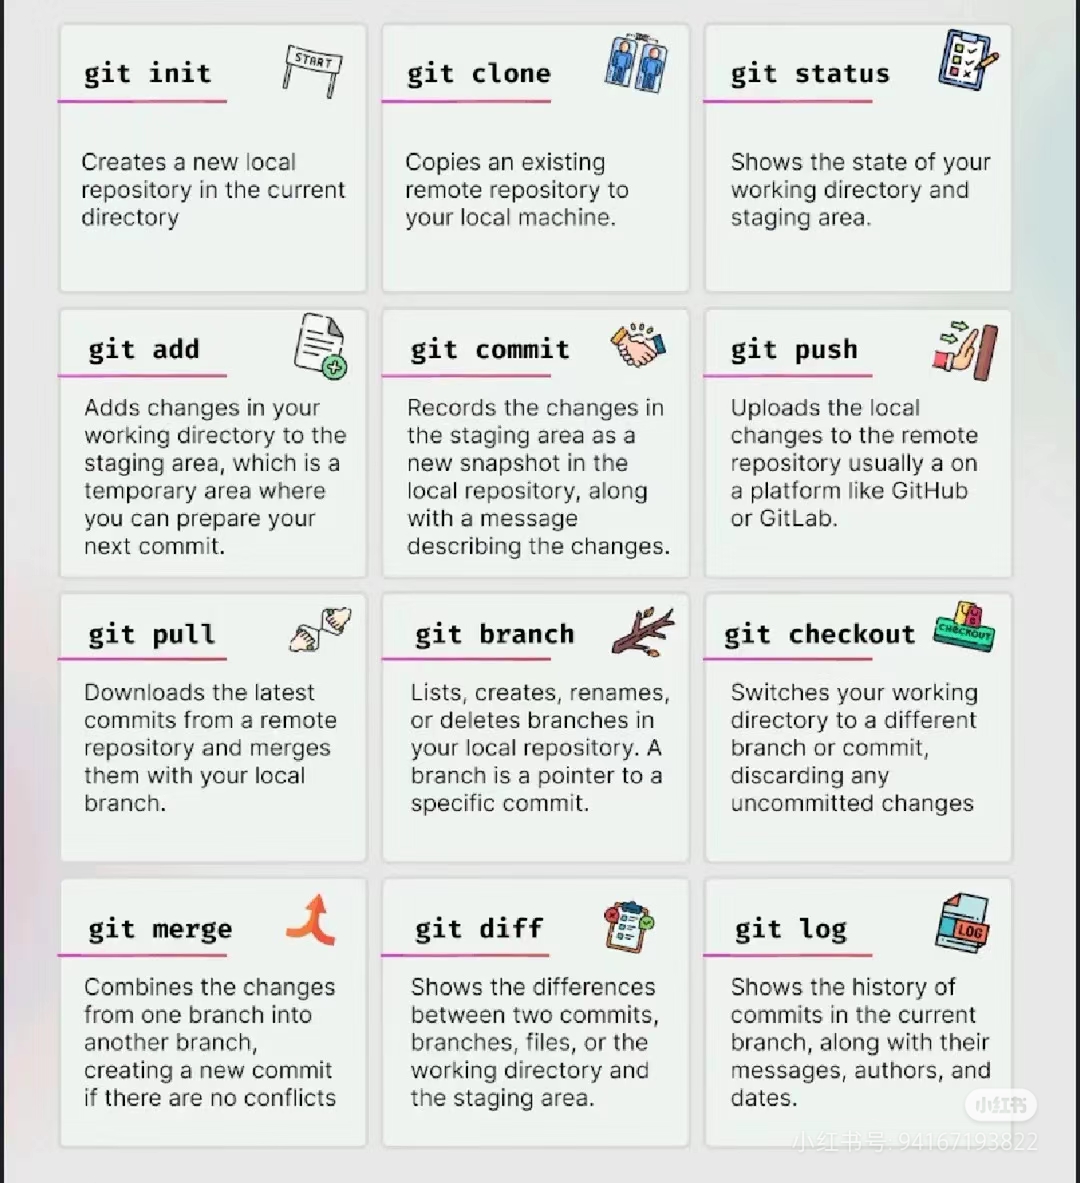 git init
START
Creates a new local
repository in the current
directory
git clone
Copies an existing
remote repository to
your local machine.
git status
Shows the state of your
working directory and
staging area.
git add
Adds changes in your
working directory to the
staging area, which is a
temporary area where
you can prepare your
next commit.
git commit
Records the changes in
the staging area as a
new snapshot in the
local repository, along
with a message
describing the changes.
git push
Uploads the local
changes to the remote
repository usually a on
a platform like GitHub
or GitLab.
git pull
Downloads the latest
commits from a remote
repository and merges
them with your local
branch.
git branch
Lists, creates, renames,
or deletes branches in
your local repository. A
branch is a pointer to a
specific commit.
git checkout
CHECKOUT
Switches your working
directory to a different
branch or commit,
discarding any
uncommitted changes
git merge
Combines the changes
from one branch into
another branch,
creating a new commit
if there are no conflicts
git diff
Shows the differences
between two commits,
branches, files, or the
working directory and
the staging area.
git log
LOG
Shows the history of
commits in the current
branch, along with their
messages, authors, and
dates.
小红书
小红书号:94167193822